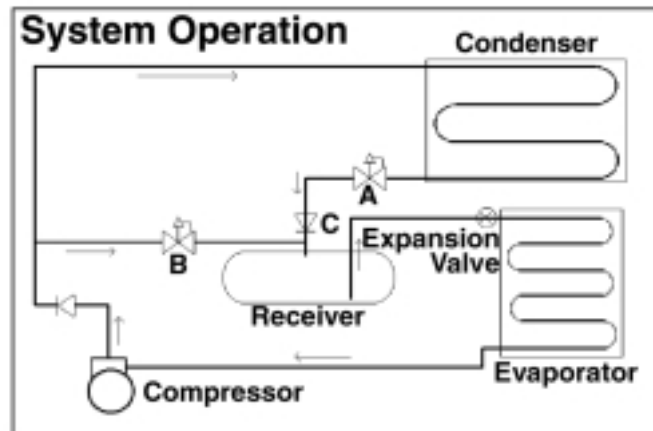 System Operation
Condenser
A
C
B
Expansion
Valve
Receiver
Evaporator
Compressor